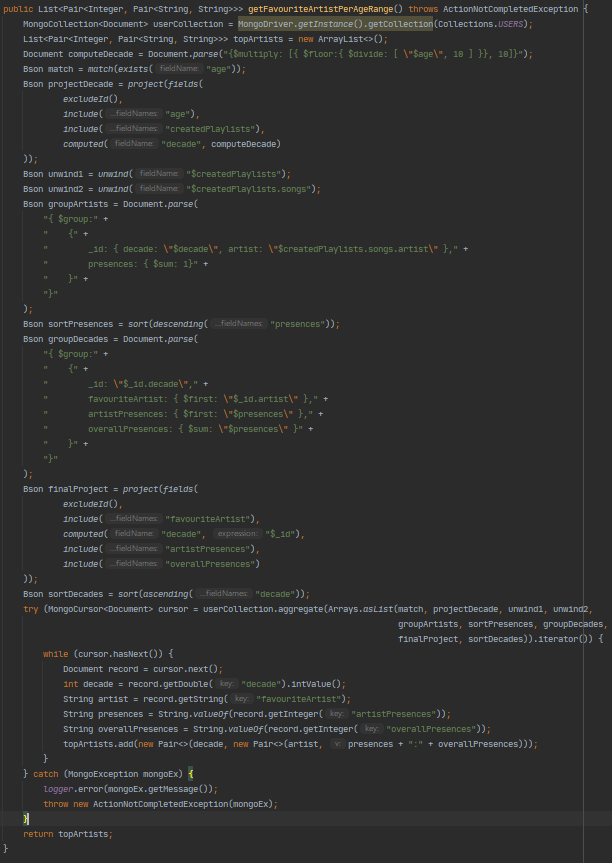 public List<Pair<Integer, Pair<String, String>>> getFavouriteArtistPerAgeRange() throws ActionNotCompletedException {
    MongoCollection<Document> userCollection = MongoDriver.getInstance().getCollection(Collections.USERS);
    List<Pair<Integer, Pair<String, String>>> topArtists = new ArrayList<>();
    Document computeDecade = Document.parse("{$multiply: [{ $floor:{ $divide: [ \"$age\", 10 ] }}, 10]}");
    Bson match = match(exists( fieldName: "age"));
    Bson projectDecade = project(fields(
            excludeId(),
            include( ...fieldNames: "age"),
            include( ...fieldNames: "createdPlaylists"),
            computed( fieldName: "decade", computeDecade)
    ));
    Bson unwind1 = unwind( fieldName: "$createdPlaylists");
    Bson unwind2 = unwind( fieldName: "$createdPlaylists.songs");
    Bson groupArtists = Document.parse(
        "{ $group:" +
        "    {" +
        "        _id: { decade: \"$decade\", artist: \"$createdPlaylists.songs.artist\" }," +
        "        presences: { $sum: 1}" +
        "    }" +
        "}"
    );
    Bson sortPresences = sort(descending( ...fieldNames: "presences"));
    Bson groupDecades = Document.parse(
        "{ $group:" +
        "    {" +
        "        _id: \"$_id.decade\"," +
        "        favouriteArtist: { $first: \"$_id.artist\" }," +
        "        artistPresences: { $first: \"$presences\" }," +
        "        overallPresences: { $sum: \"$presences\" }" +
        "    }" +
        "}"
    );
    Bson finalProject = project(fields(
            excludeId(),
            include( ...fieldNames: "favouriteArtist"),
            computed( fieldName: "decade", expression: "$_id"),
            include( ...fieldNames: "artistPresences"),
            include( ...fieldNames: "overallPresences")
    ));
    Bson sortDecades = sort(ascending( ...fieldNames: "decade"));
    try (MongoCursor<Document> cursor = userCollection.aggregate(Arrays.asList(match, projectDecade, unwind1, unwind2,
                                                                  groupArtists, sortPresences, groupDecades,
                                                                  finalProject, sortDecades)).iterator()) {
        while (cursor.hasNext()) {
            Document record = cursor.next();
            int decade = record.getDouble( key: "decade").intValue();
            String artist = record.getString( key: "favouriteArtist");
            String presences = String.valueOf(record.getInteger( key: "artistPresences"));
            String overallPresences = String.valueOf(record.getInteger( key: "overallPresences"));
            topArtists.add(new Pair<>(decade, new Pair<>(artist, v: presences + ":" + overallPresences)));
        }
    } catch (MongoException mongoEx) {
        logger.error(mongoEx.getMessage());
        throw new ActionNotCompletedException(mongoEx);
    }
    return topArtists;
}